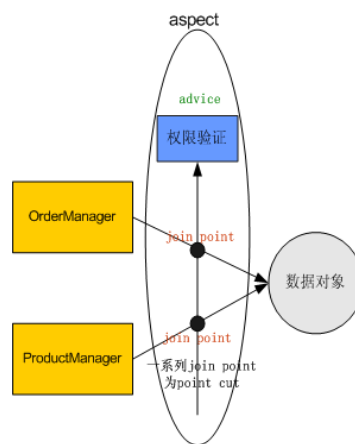 aspect
advice
权限验证
OrderManager
join point
数据对象
join point
ProductManager
一系列join point
为point cut